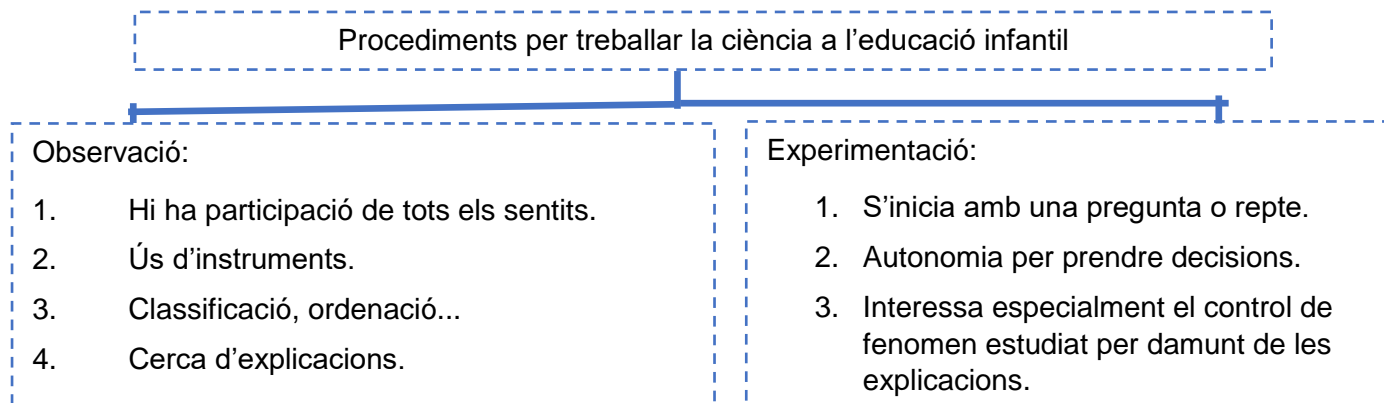 Procediments per treballar la ciència a l’educació infantil
Observació:
1. Hi ha participació de tots els sentits.
2. Ús d’instruments.
3. Classificació, ordenació...
4. Cerca d’explicacions.
Experimentació:
1. S’inicia amb una pregunta o repte.
2. Autonomia per prendre decisions.
3. Interessa especialment el control de
fenomen estudiat per damunt de les
explicacions.